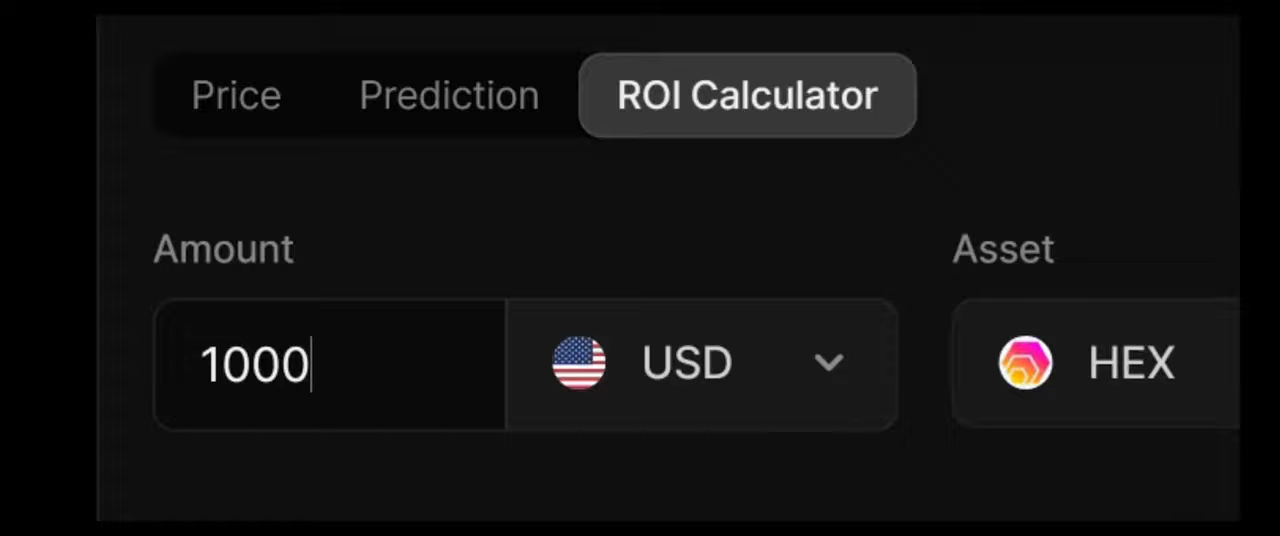 Price Prediction ROI Calculator
Amount Asset
1000 USD HEX